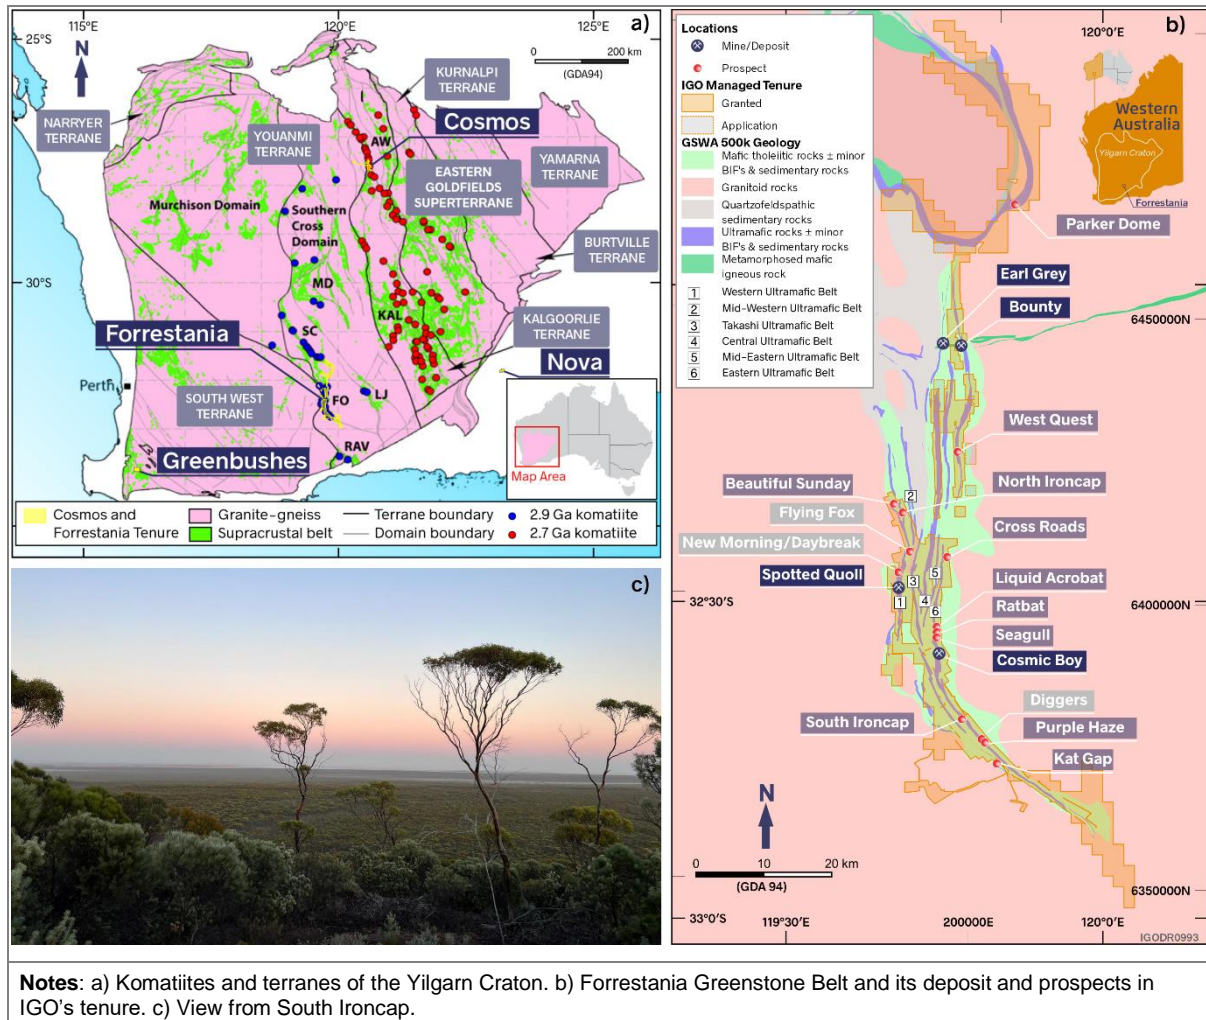 115°E
120°E
125°E
a)
25°S
30°S
N
0 200 km
(GDA94)
KURNALPI
TERRANE
NARRYER
TERRANE
Cosmos
YOUANMI
TERRANE
I
AW
YAMARNA
TERRANE
EASTERN
GOLDFIELDS
SUPERTERRANE
Murchison Domain
Southern
Cross
Domain
BURTVILLE
TERRANE
MD
KAL
SC
KALGOORLIE
TERRANE
Forrestania
Nova
Perth
SOUTH WEST
TERRANE
FO
LJ
RAV
Greenbushes
Map Area
Cosmos and
Forrestania Tenure
Granite-gneiss
Supracrustal belt
Terrane boundary
Domain boundary
2.9 Ga komatiite
2.7 Ga komatiite
b)
Locations
Mine/Deposit
Prospect
IGO Managed Tenure
Granted
Application
GSWA 500k Geology
Mafic tholeiitic rocks ± minor
BIF's & sedimentary rocks
Granitoid rocks
Quartzofeldspathic
sedimentary rocks
Ultramafic rocks ± minor
BIF's & sedimentary rocks
Metamorphosed mafic
igneous rock
1 Western Ultramafic Belt
2 Mid-Western Ultramafic Belt
3 Takashi Ultramafic Belt
4 Central Ultramafic Belt
5 Mid-Eastern Ultramafic Belt
6 Eastern Ultramafic Belt
120°0'E
Western
Australia
Yilgarn Craton
Forrestania
Parker Dome
Earl Grey
Bounty
6450000N
West Quest
Beautiful Sunday
North Ironcap
2
Flying Fox
Cross Roads
New Morning/Daybreak
Spotted Quoll
5
3
Liquid Acrobat
1
4
6
Ratbat
32°30'S
6400000N
Seagull
Cosmic Boy
Diggers
South Ironcap
Purple Haze
Kat Gap
N
0 10 20 km
(GDA 94)
6350000N
33°0'S
119°30'E
200000E
120°0'E
IGODR0993
c)
Notes: a) Komatiites and terranes of the Yilgarn Craton. b) Forrestania Greenstone Belt and its deposit and prospects in
IGO's tenure. c) View from South Ironcap.